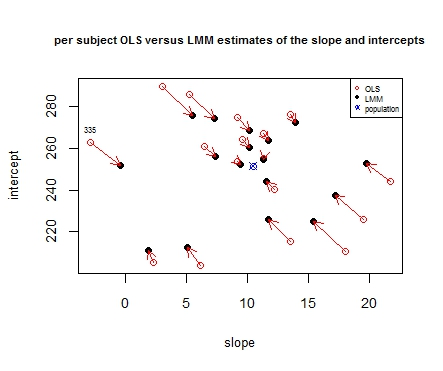 per subject OLS versus LMM estimates of the slope and intercepts
OLS
LMM
population
335
intercept
280
260
240
220
0 5 10 15 20
slope